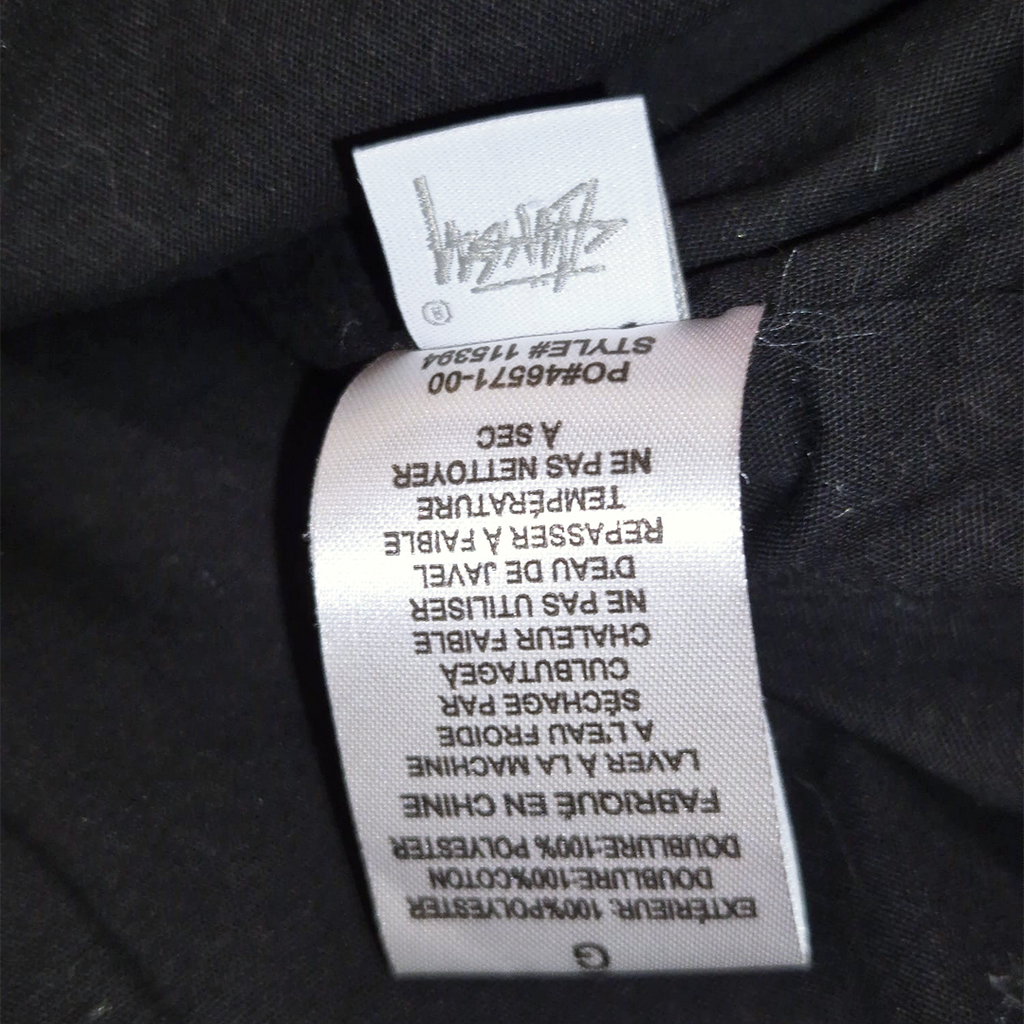 G
EXTÉRIEUR: 100%POLYESTER
DOUBLURE:100%COTON
DOUBLURE:100% POLYESTER
FABRIQUÉ EN CHINE
LAVER À LA MACHINE
A L'EAU FROIDE
SÉCHAGE PAR
CULBUTAGEÀ
CHALEUR FAIBLE
NE PAS UTILISER
D'EAU DE JAVEL
REPASSER À FAIBLE
TEMPÉRATURE
NE PAS NETTOYER
À SEC
PO#46571-00
STYLE# 115394
®
Stüssy